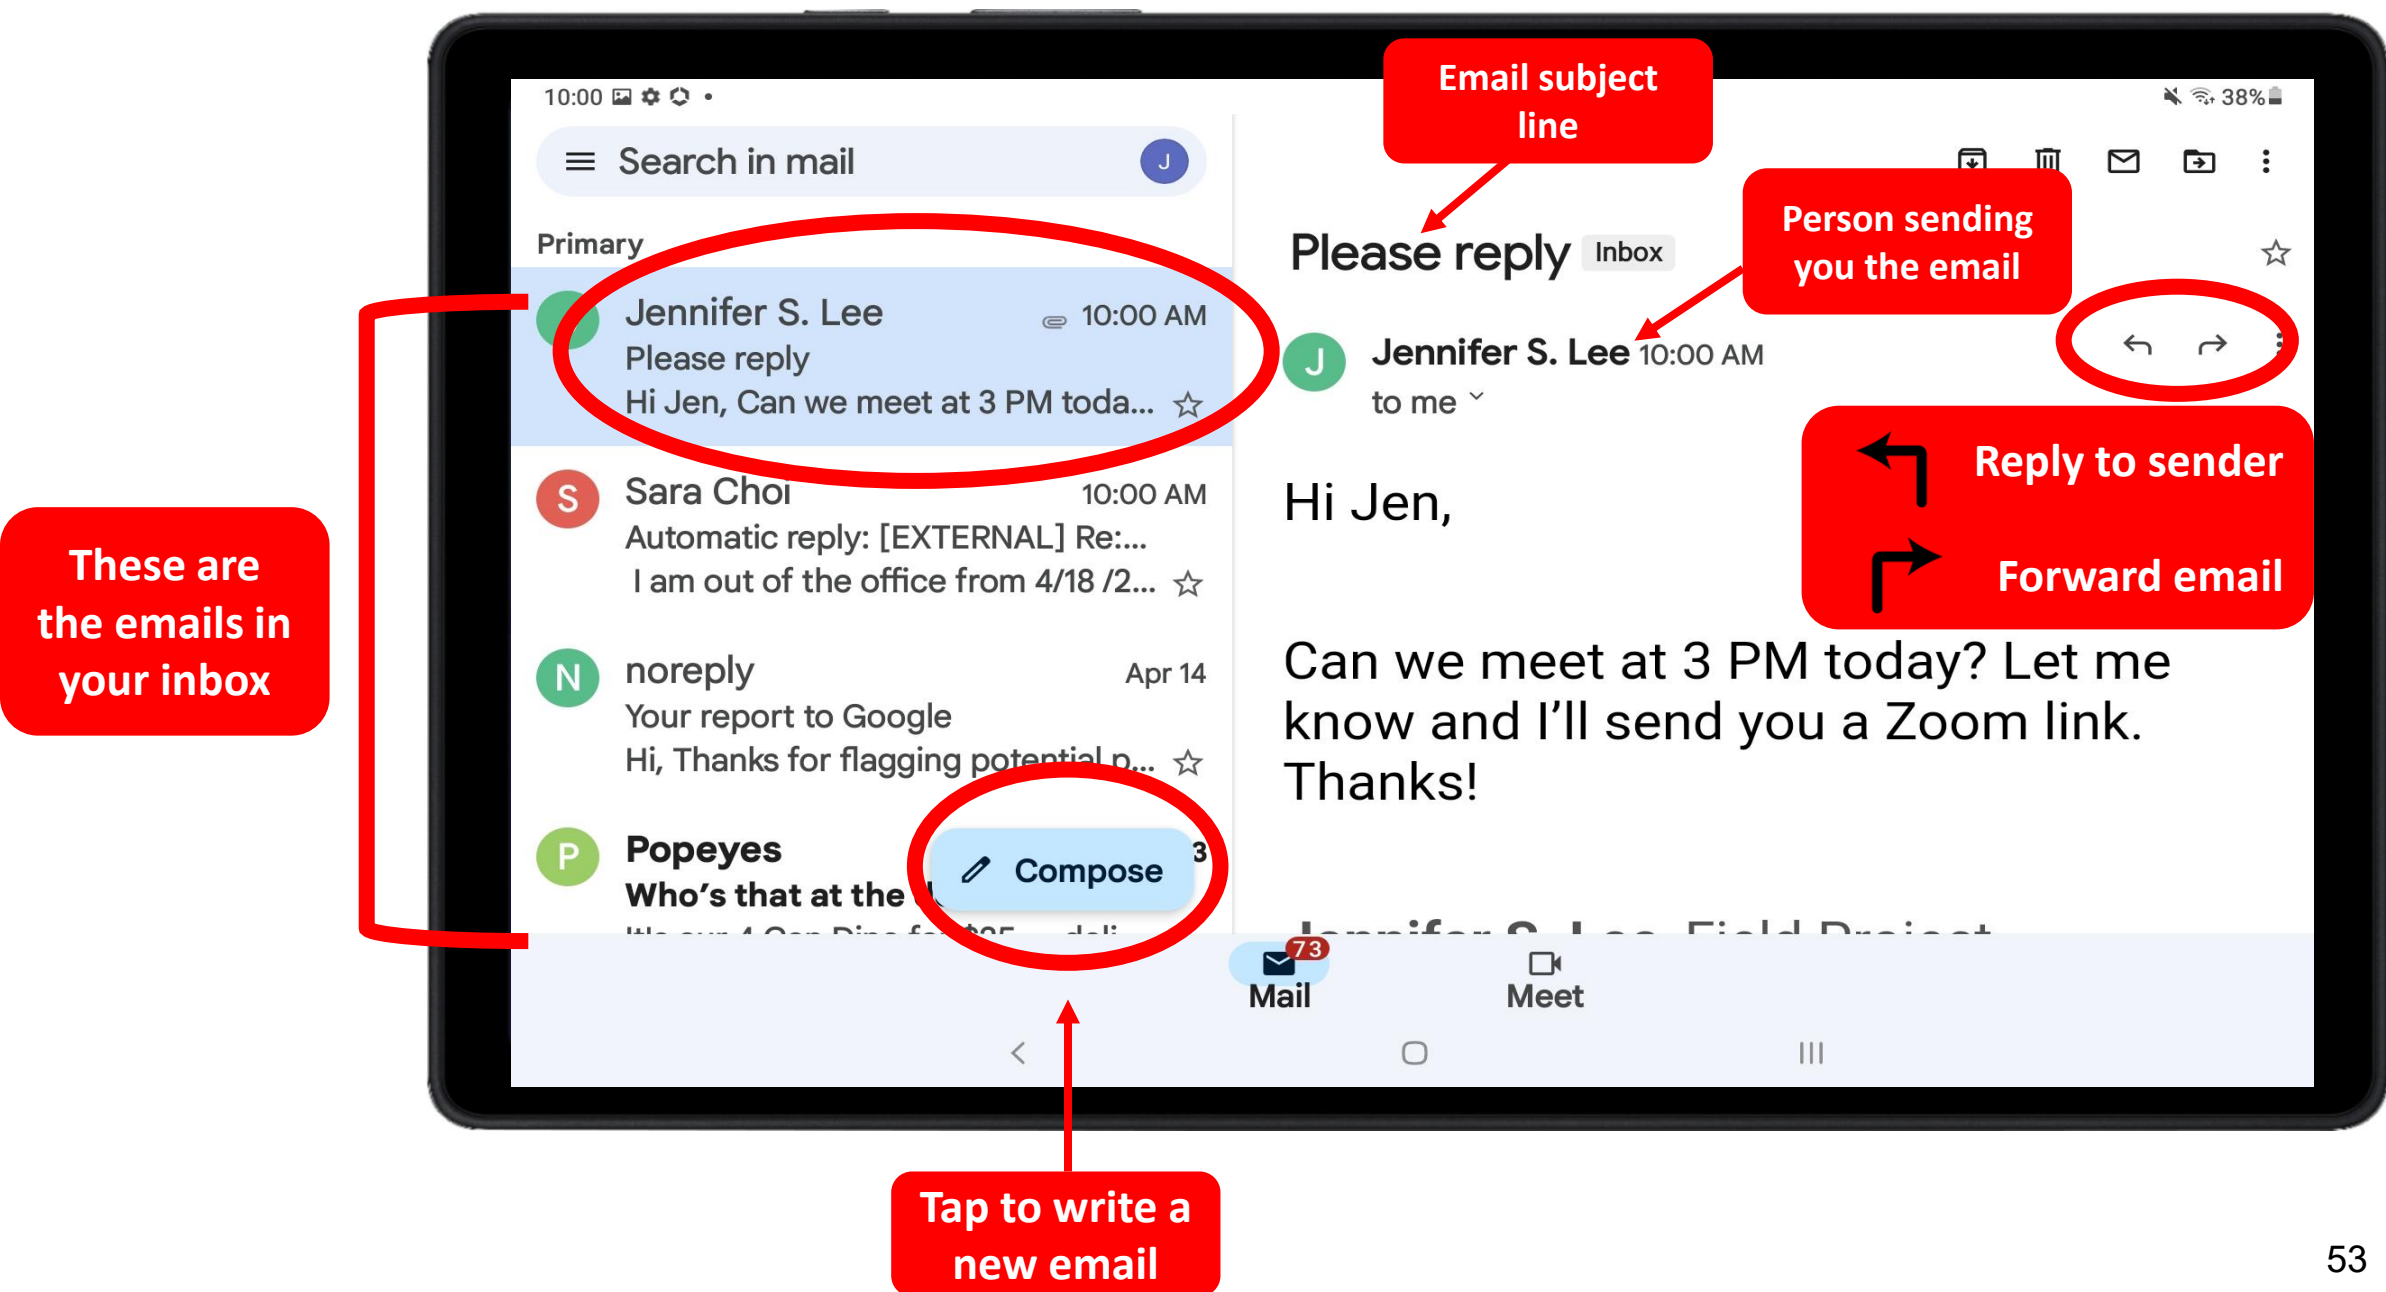 Email subject
line
10:00
38%
Search in mail
J
Person sending
you the email
Primary
Please reply Inbox
Jennifer S. Lee 10:00 AM
Please reply
Hi Jen, Can we meet at 3 PM toda...
J
Jennifer S. Lee 10:00 AM
to me
Reply to sender
Forward email
S
Sara Choi 10:00 AM
Automatic reply: [EXTERNAL] Re:...
I am out of the office from 4/18 /2...
Hi Jen,
These are
the emails in
your inbox
N
noreply Apr 14
Your report to Google
Hi, Thanks for flagging potential p...
Can we meet at 3 PM today? Let me
know and I’ll send you a Zoom link.
Thanks!
P
Popeyes 3
Who’s that at the
Compose
Jennifer S. Lee Field Project
73
Mail
Meet
Tap to write a
new email
53